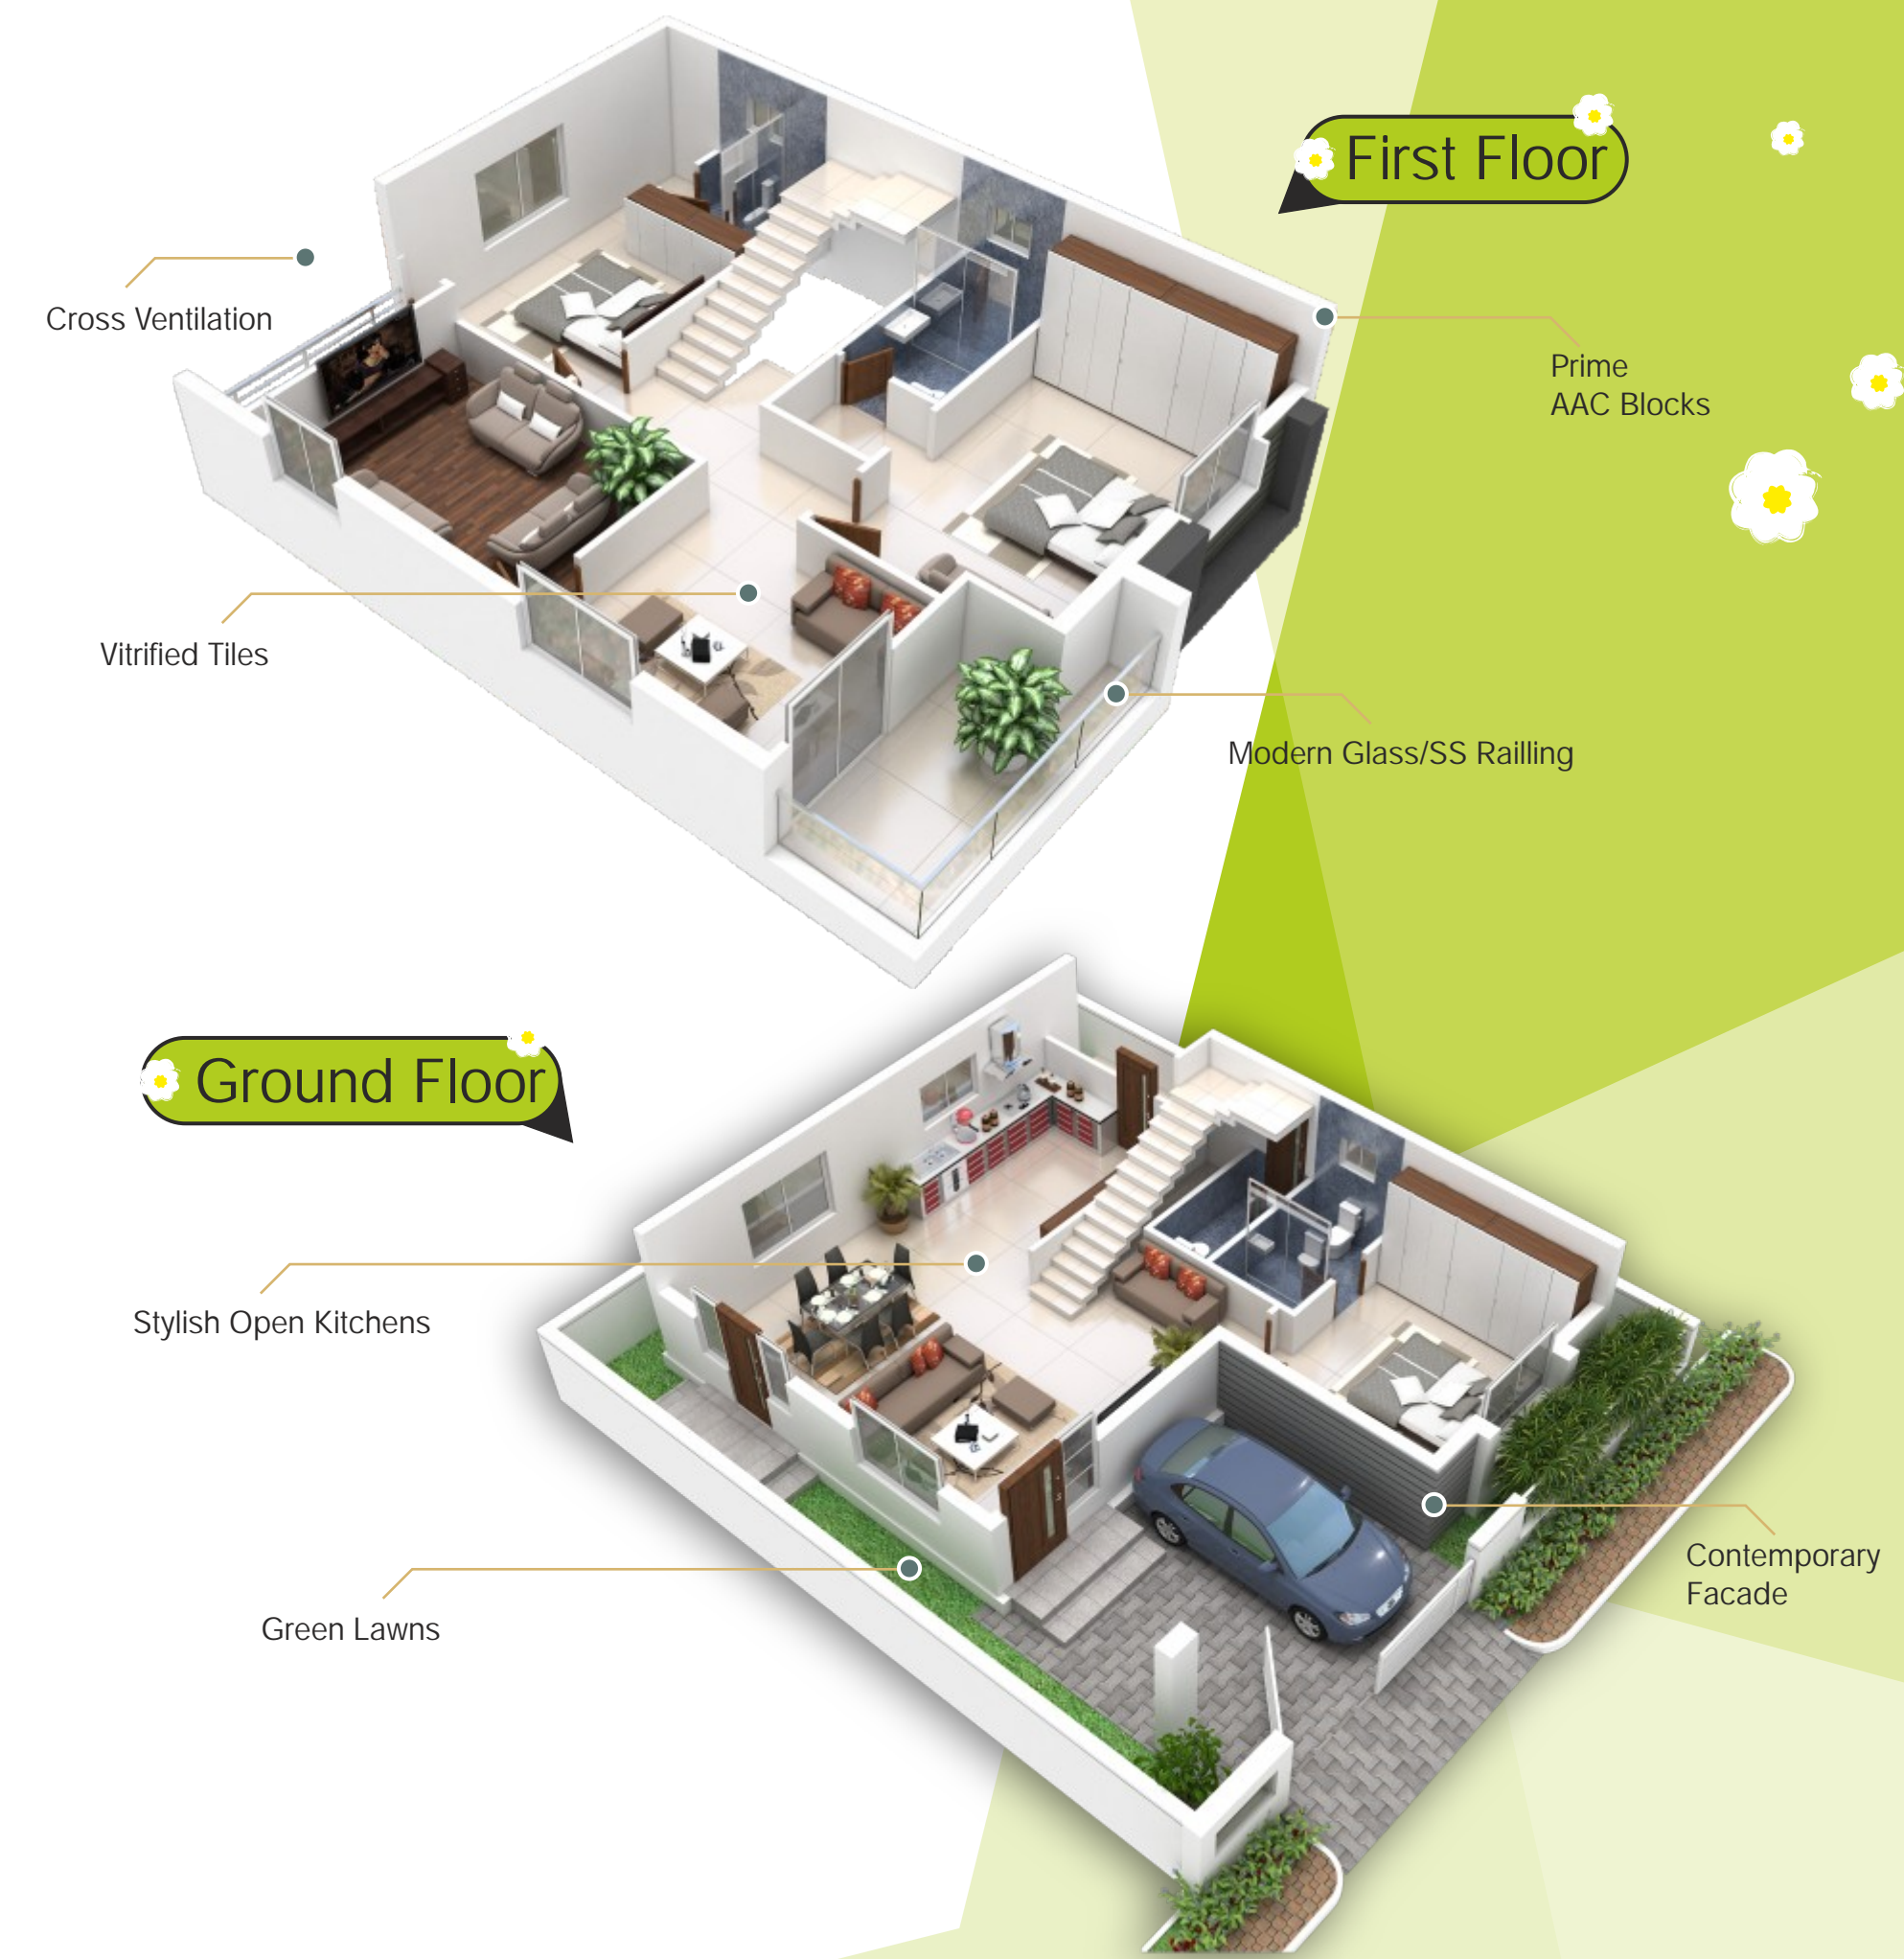 First Floor
Cross Ventilation
Prime
AAC Blocks
Vitrified Tiles
Modern Glass/SS Railling
Ground Floor
Stylish Open Kitchens
Contemporary
Facade
Green Lawns